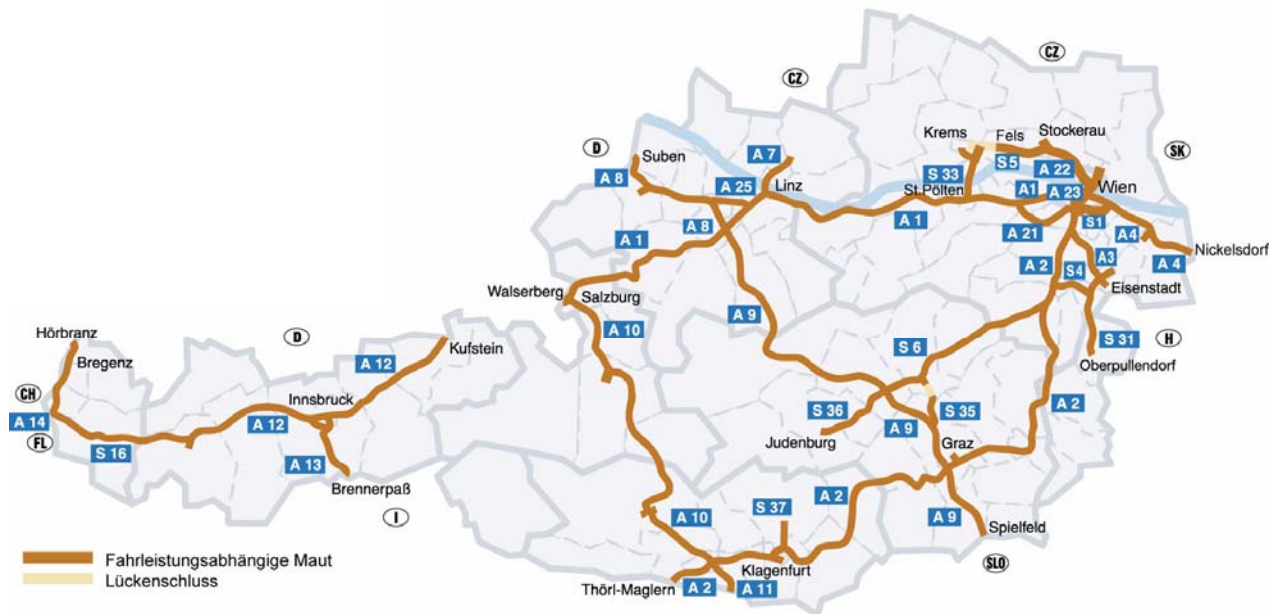 CZ
CZ
Krems
Fels
Stockerau
SK
D
Suben
A 7
S 5
A 22
A 8
A 25
Linz
S 33
St.Pölten
A1
A 23
Wien
A 8
A 1
A 21
S1
A4
A 1
Nickelsdorf
A 2
S4
A3
A 4
Eisenstadt
Walserberg
Salzburg
A 10
A 9
S 6
S 31
H
Oberpullendorf
Hörbranz
D
Bregenz
A 12
Kufstein
CH
Innsbruck
A 14
FL
S 16
A 12
A 13
Brennerpaß
I
S 36
S 35
A 2
Judenburg
A 9
Graz
A 10
S 37
A 2
A 9
Spielfeld
SLO
Klagenfurt
Thörl-Maglern
A 2
A 11
Fahrleistungsabhängige Maut
Lückenschluss